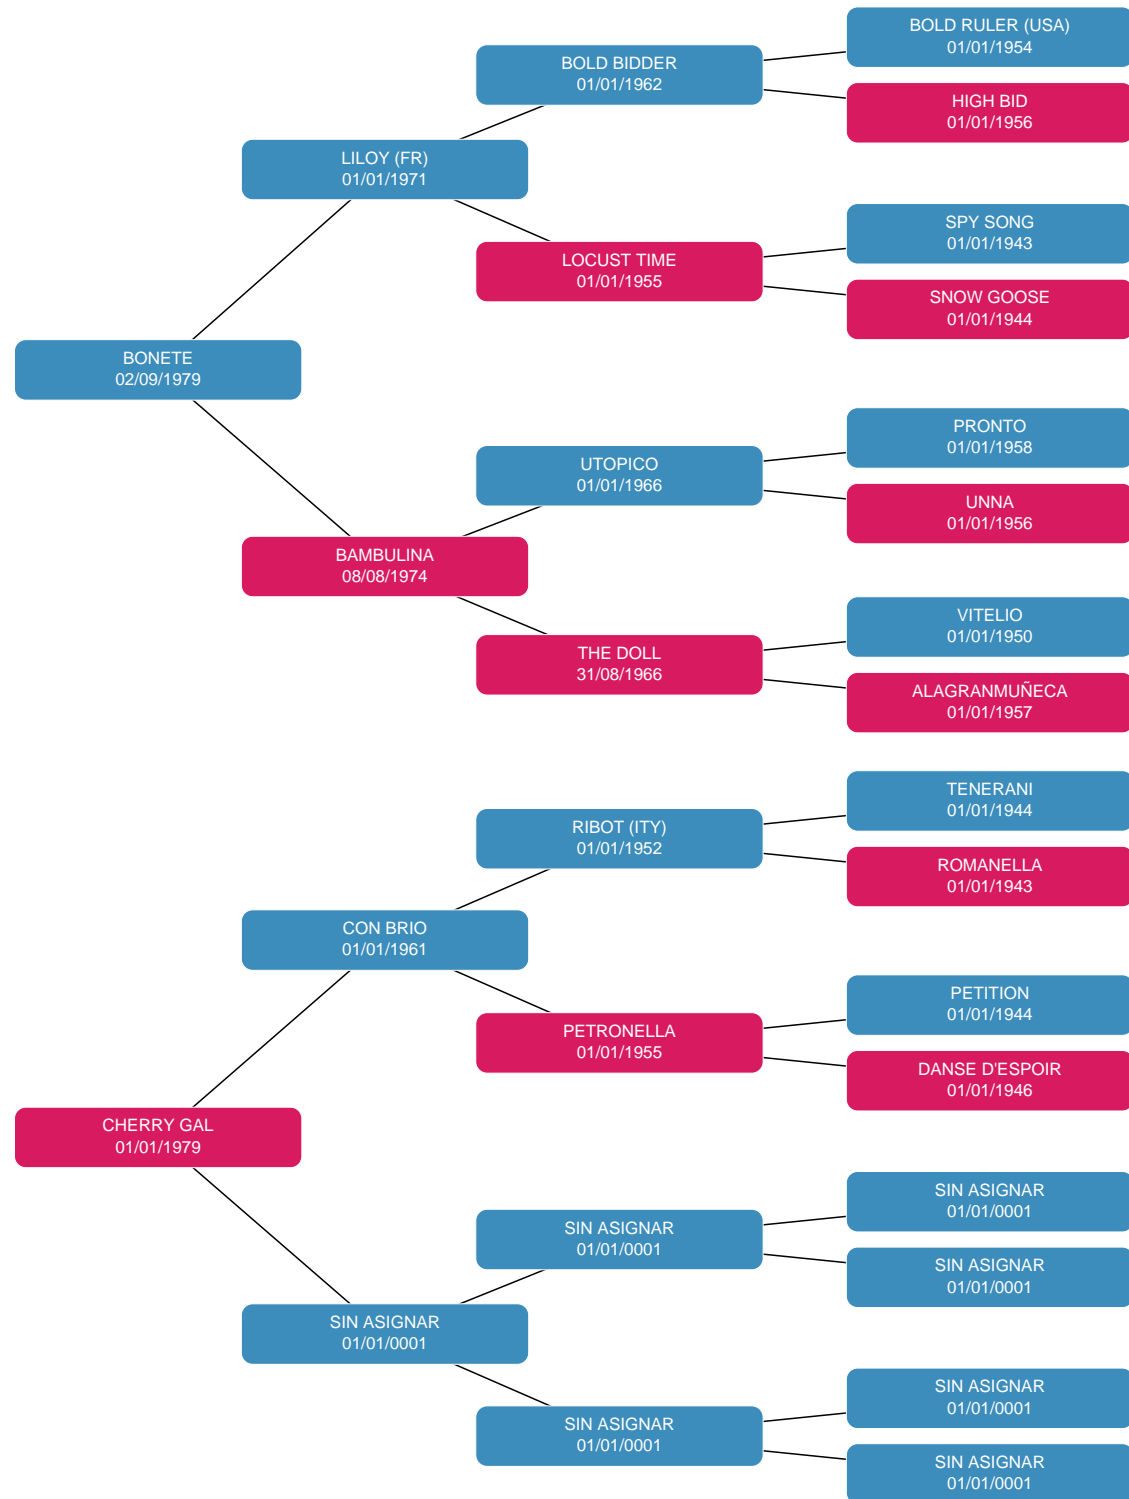 BOLD RULER (USA)
01/01/1954
BOLD BIDDER
01/01/1962
HIGH BID
01/01/1956
LILOY (FR)
01/01/1971
SPY SONG
01/01/1943
LOCUST TIME
01/01/1955
SNOW GOOSE
01/01/1944
BONETE
02/09/1979
PRONTO
01/01/1958
UTOPICO
01/01/1966
UNNA
01/01/1956
BAMBULINA
08/08/1974
VITELIO
01/01/1950
THE DOLL
31/08/1966
ALAGRANMUÑECA
01/01/1957
TENERANI
01/01/1944
RIBOT (ITY)
01/01/1952
ROMANELLA
01/01/1943
CON BRIO
01/01/1961
PETITION
01/01/1944
PETRONELLA
01/01/1955
DANSE D'ESPOIR
01/01/1946
CHERRY GAL
01/01/1979
SIN ASIGNAR
01/01/0001
SIN ASIGNAR
01/01/0001
SIN ASIGNAR
01/01/0001
SIN ASIGNAR
01/01/0001
SIN ASIGNAR
01/01/0001
SIN ASIGNAR
01/01/0001
SIN ASIGNAR
01/01/0001